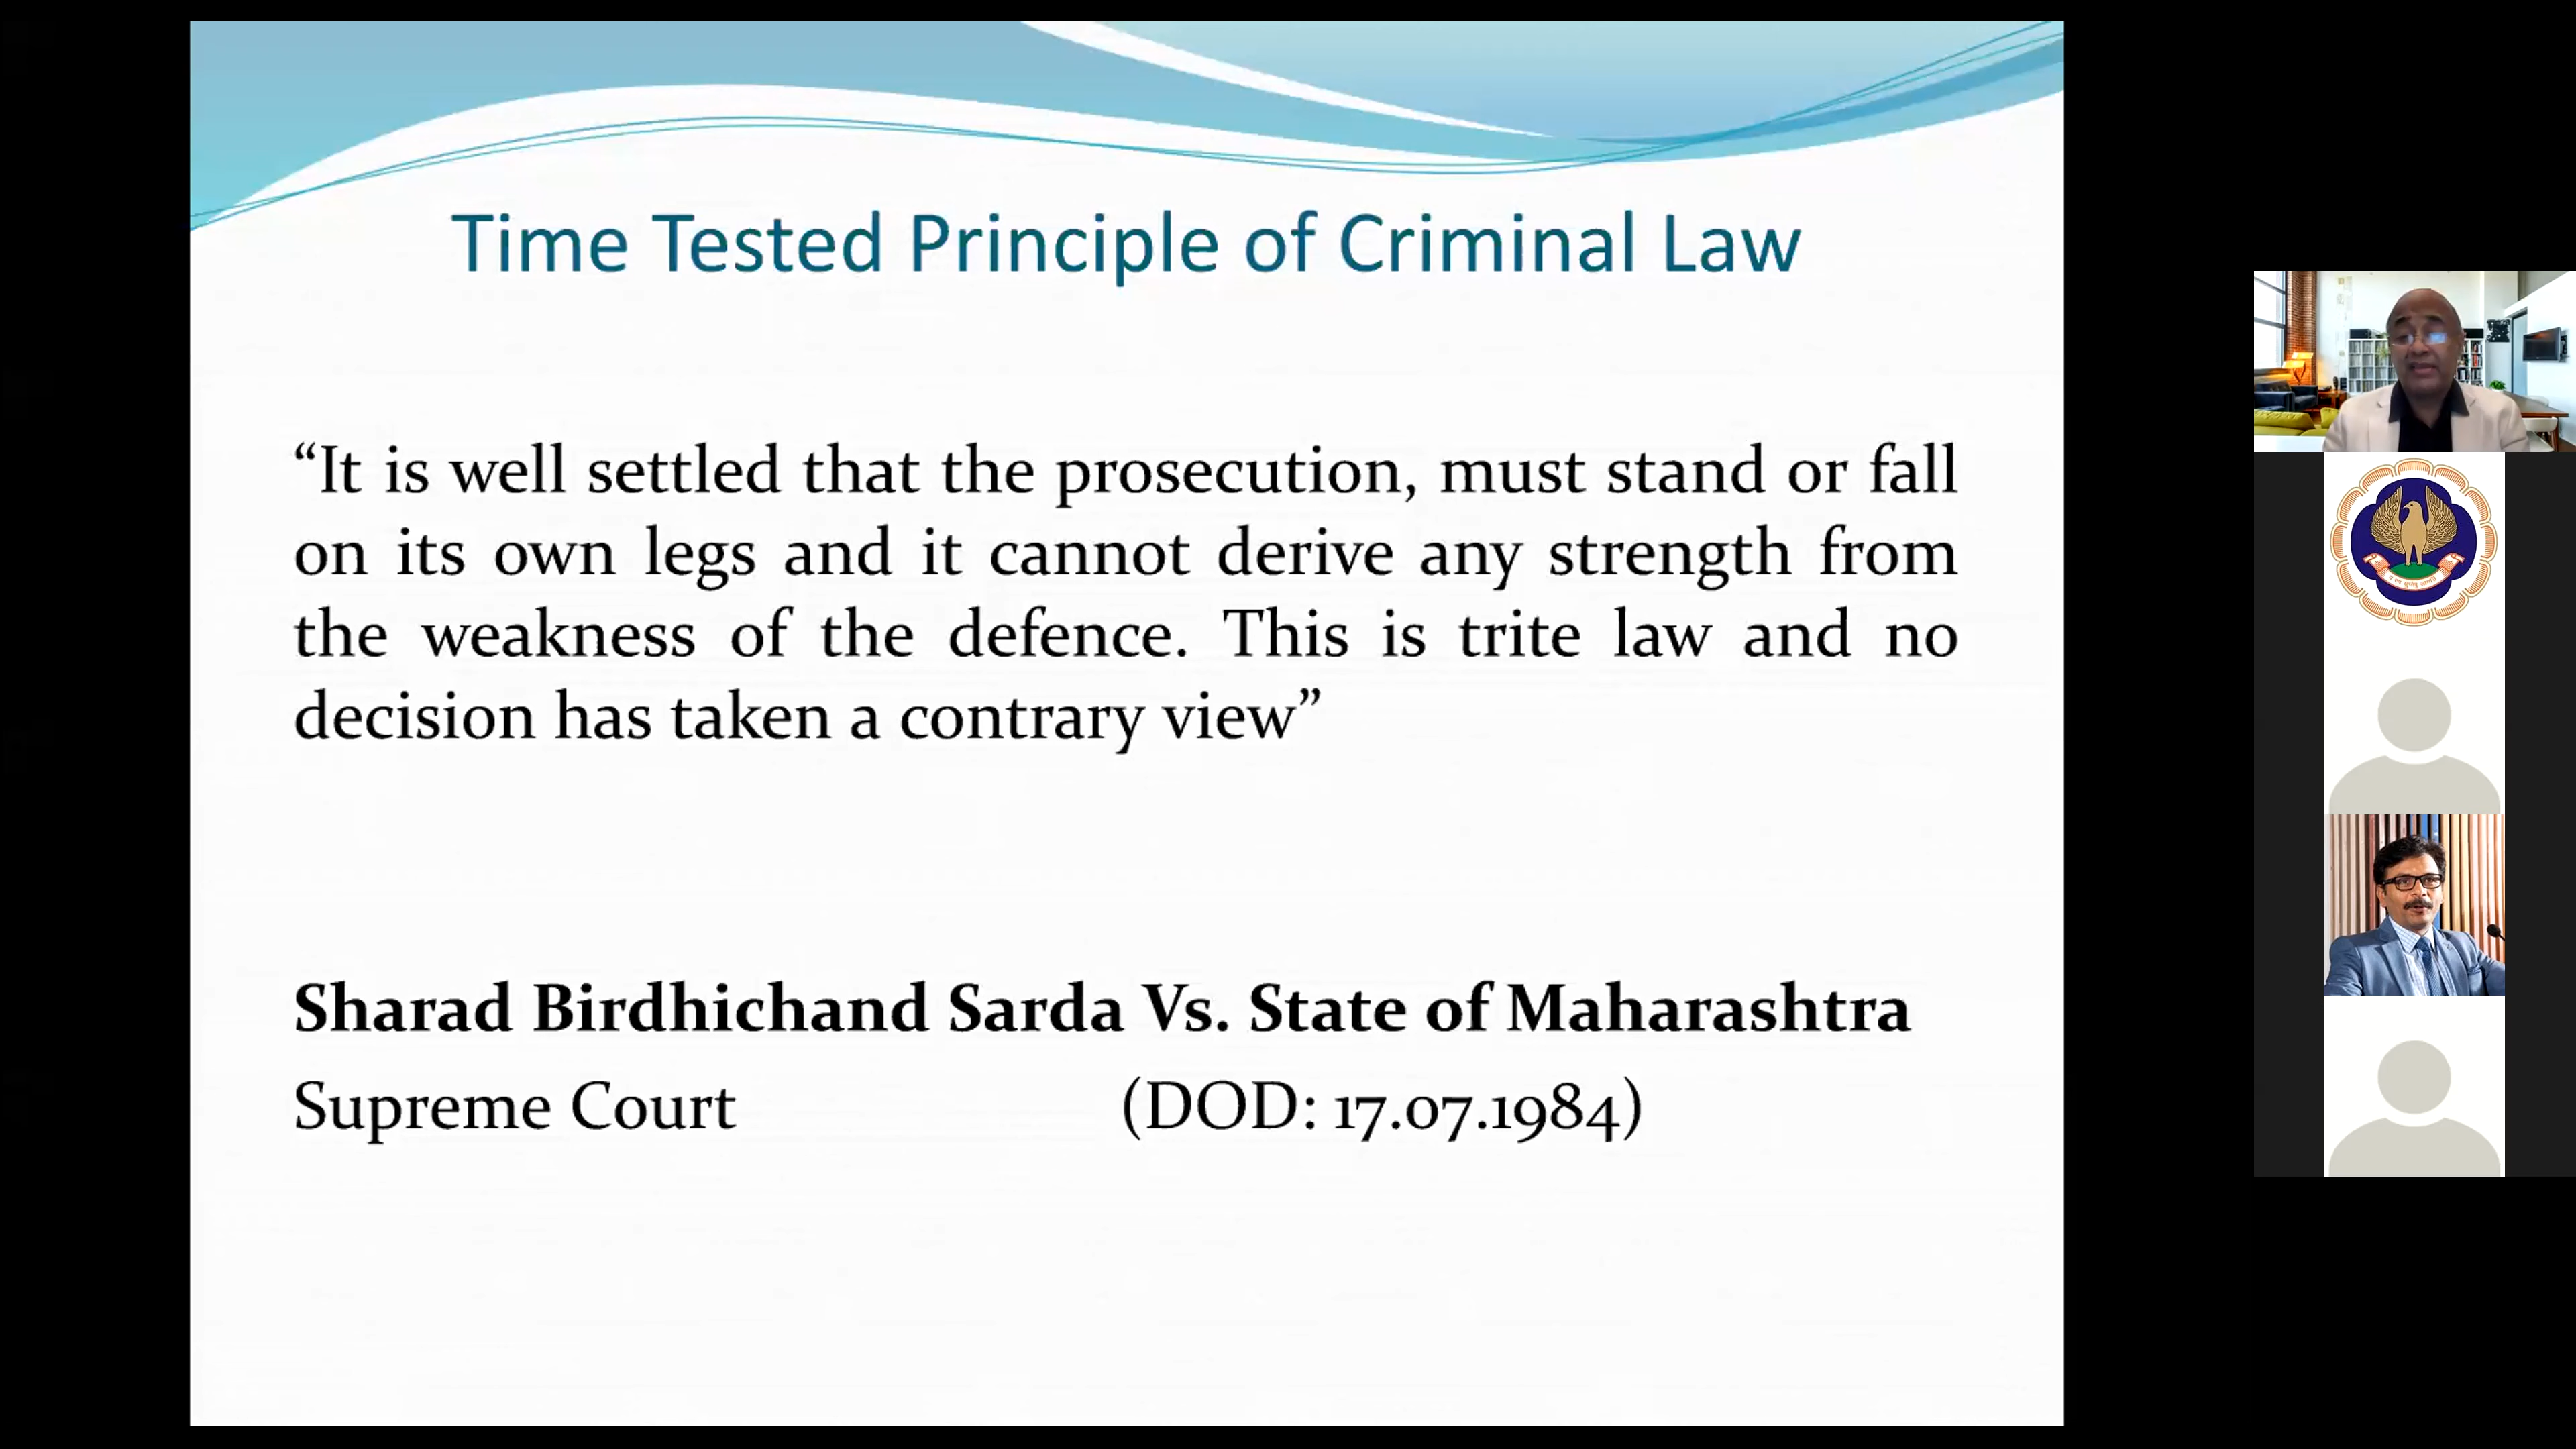 Time Tested Principle of Criminal Law
“It is well settled that the prosecution, must stand or fall
on its own legs and it cannot derive any strength from
the weakness of the defence. This is trite law and no
decision has taken a contrary view”
Sharad Birdhichand Sarda Vs. State of Maharashtra
Supreme Court (DOD: 17.07.1984)